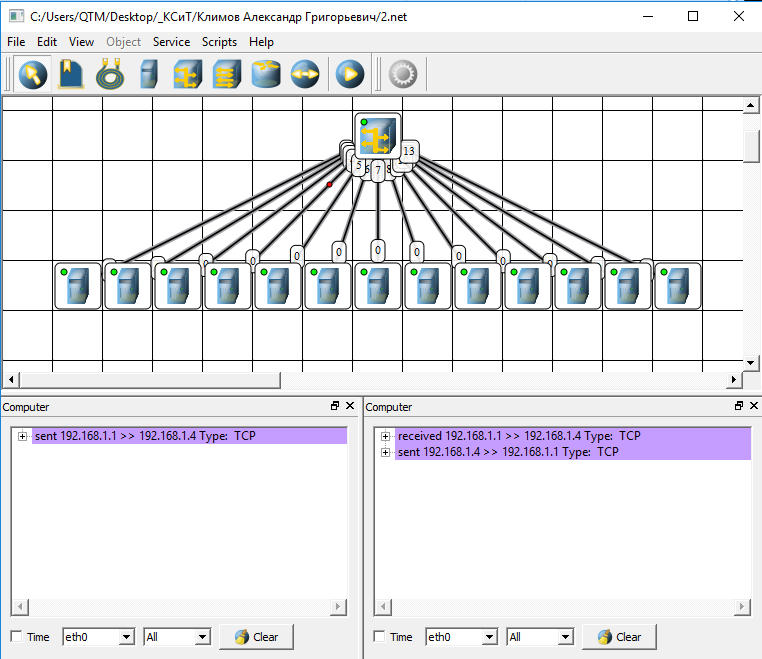 C:/Users/QTM/Desktop/_КСиТ/Климов Александр Григорьевич/2.net
File Edit View Object Service Scripts Help
13
5 6 7 8
0 0 0 0 0 0 0 0 0
Computer
sent 192.168.1.1 >> 192.168.1.4 Type: TCP
Time eth0 All Clear
Computer
received 192.168.1.1 >> 192.168.1.4 Type: TCP
sent 192.168.1.4 >> 192.168.1.1 Type: TCP
Time eth0 All Clear